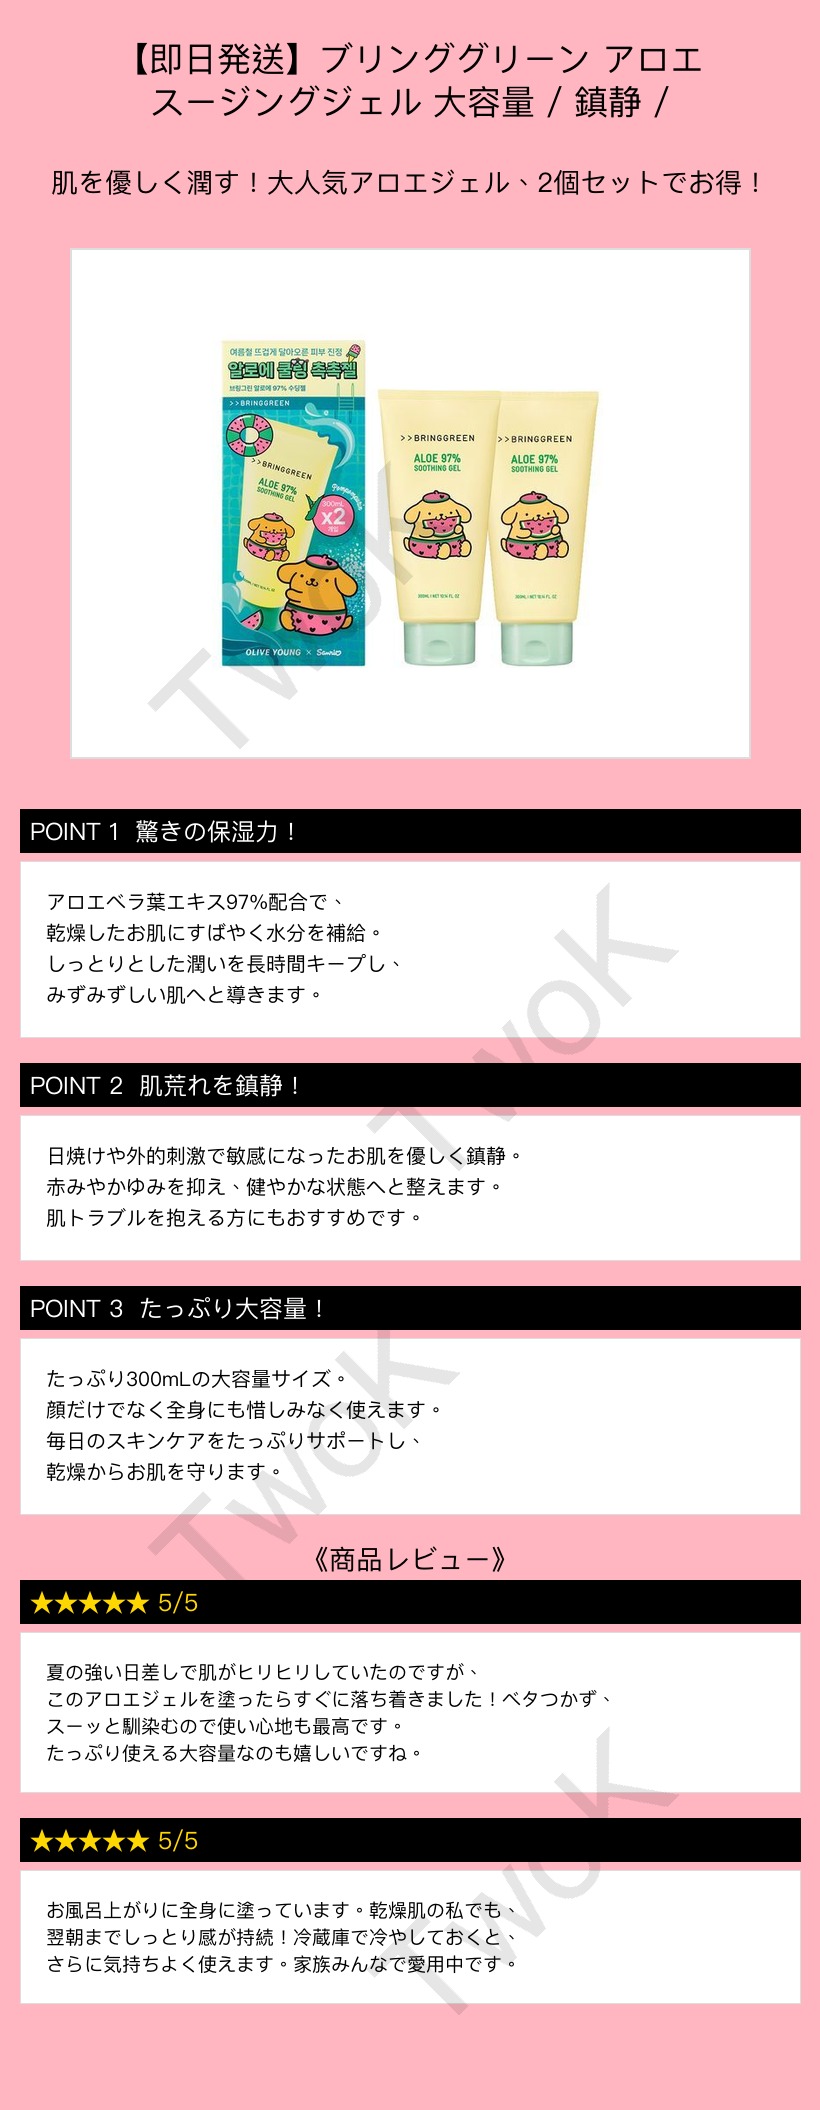 【即日発送】ブリンググリーン アロエ
スージングジェル 大容量 / 鎮静 /
肌を優しく潤す！大人気アロエジェル、2個セットでお得！
여름철 뜨겁게 달아오른 피부 진정
알로에 쿨링 촉촉젤
브링그린 알로에 97% 수딩젤
>>BRINGGREEN
>>BRINGGREEN
ALOE 97%
SOOTHING GEL
Pompompurin
300mL
x2
개입
OLIVE YOUNG × Sanrio
>>BRINGGREEN
ALOE 97%
SOOTHING GEL
300ML / NET 10.14 FL. OZ
>>BRINGGREEN
ALOE 97%
SOOTHING GEL
300ML / NET 10.14 FL. OZ
TwoK
POINT 1 驚きの保湿力！
アロエベラ葉エキス97%配合で、
乾燥したお肌にすばやく水分を補給。
しっとりとした潤いを長時間キープし、
みずみずしい肌へと導きます。
TwoK
POINT 2 肌荒れを鎮静！
日焼けや外的刺激で敏感になったお肌を優しく鎮静。
赤みやかゆみを抑え、健やかな状態へと整えます。
肌トラブルを抱える方にもおすすめです。
POINT 3 たっぷり大容量！
たっぷり300mLの大容量サイズ。
顔だけでなく全身にも惜しみなく使えます。
毎日のスキンケアをたっぷりサポートし、
乾燥からお肌を守ります。
TwoK
《商品レビュー》
★★★★★ 5/5
夏の強い日差しで肌がヒリヒリしていたのですが、
このアロエジェルを塗ったらすぐに落ち着きました！ベタつかず、
スーッと馴染むので使い心地も最高です。
たっぷり使える大容量なのも嬉しいですね。
★★★★★ 5/5
お風呂上がりに全身に塗っています。乾燥肌の私でも、
翌朝までしっとり感が持続！冷蔵庫で冷やしておくと、
さらに気持ちよく使えます。家族みんなで愛用中です。
TwoK